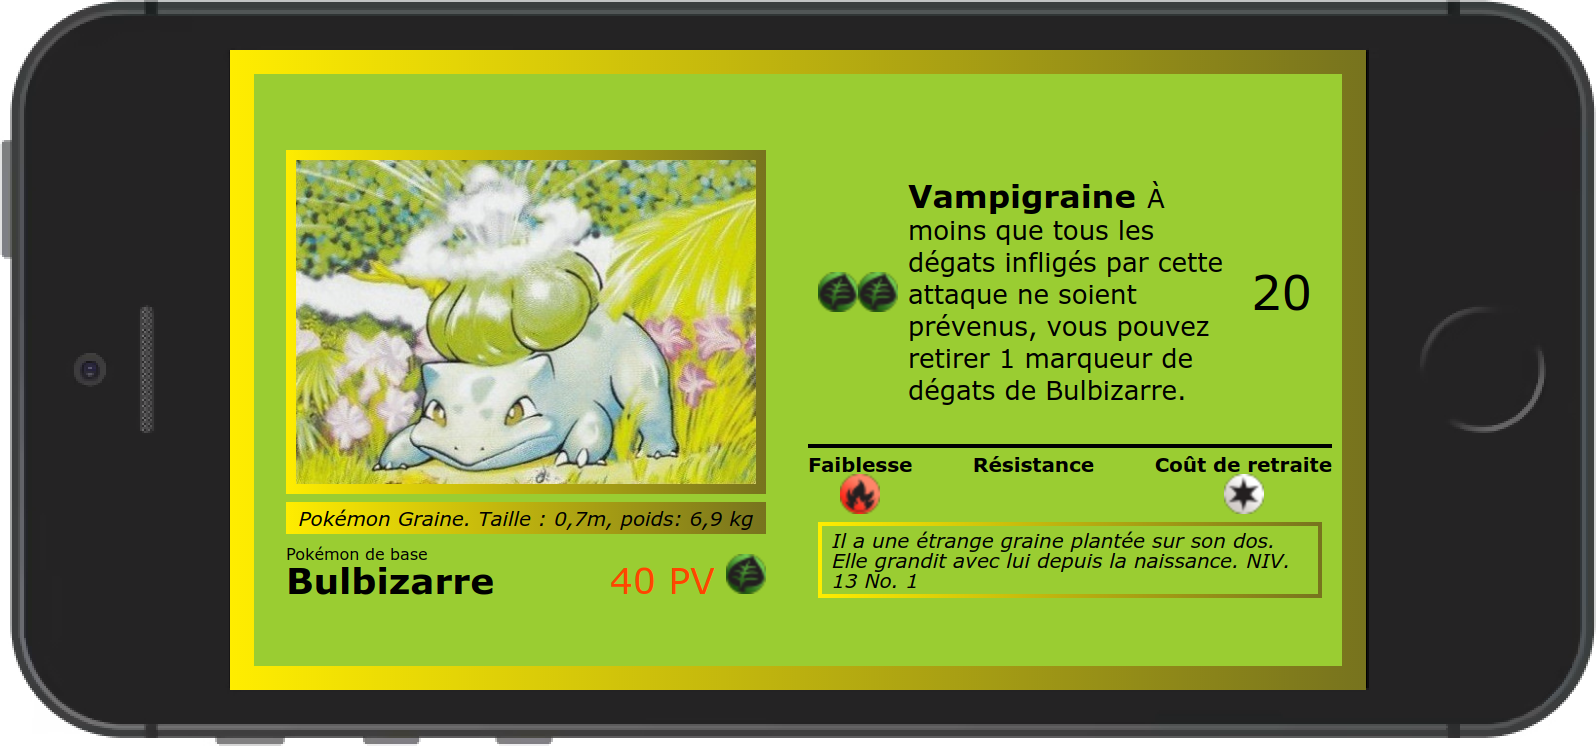 Pokémon Graine. Taille : 0,7m, poids: 6,9 kg
Pokémon de base
Bulbizarre
40 PV
Vampigraine À
moins que tous les
dégats infligés par cette
attaque ne soient
prévenus, vous pouvez
retirer 1 marqueur de
dégats de Bulbizarre.
20
Faiblesse Résistance Coût de retraite
Il a une étrange graine plantée sur son dos.
Elle grandit avec lui depuis la naissance. NIV.
13 No. 1